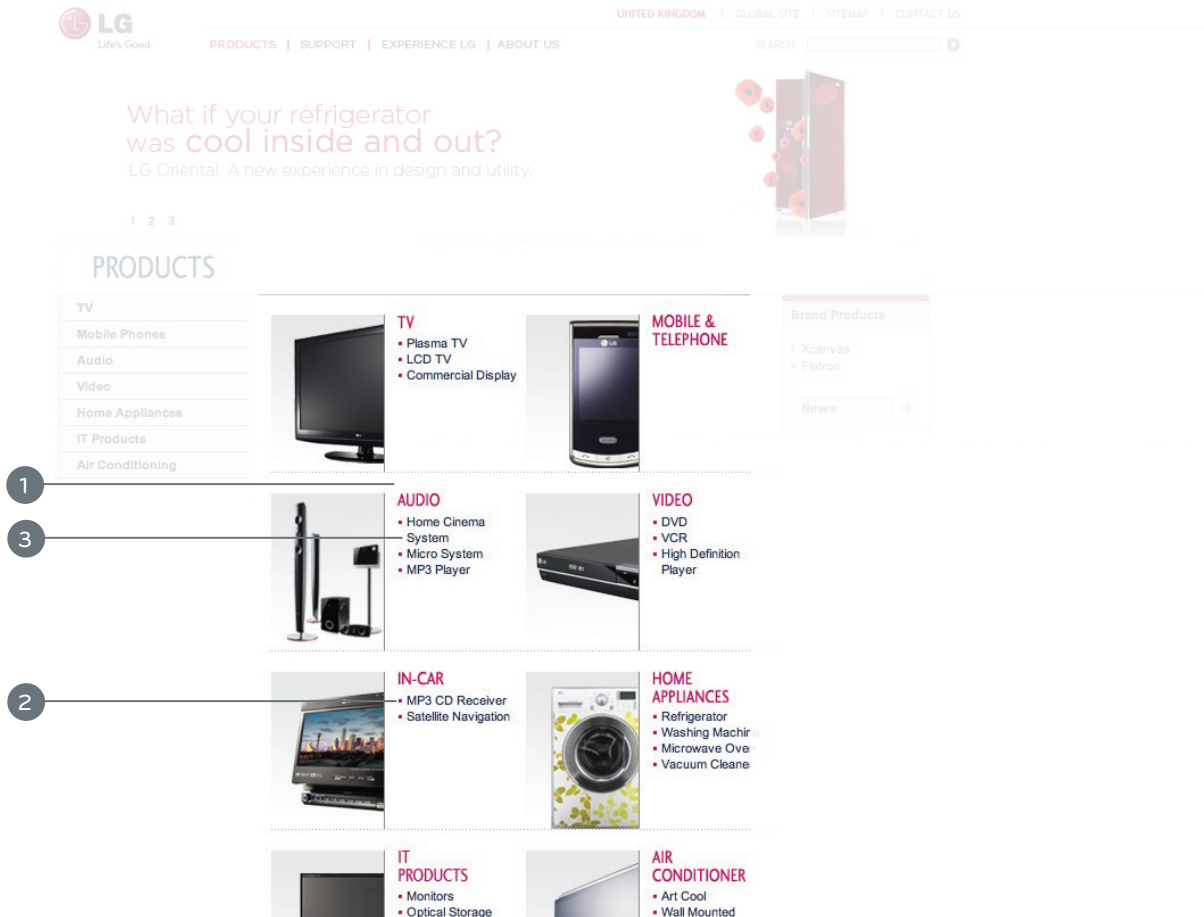 LG
Life's Good
UNITED KINGDOM | GLOBAL SITE | SITEMAP | CONTACT US
PRODUCTS | SUPPORT | EXPERIENCE LG | ABOUT US
SEARCH
What if your refrigerator
was cool inside and out?
LG Oriental. A new experience in design and utility.
1 2 3
PRODUCTS
TV
Mobile Phones
Audio
Video
Home Appliances
IT Products
Air Conditioning
TV
Plasma TV
LCD TV
Commercial Display
MOBILE &
TELEPHONE
Brand Products
> Xcanvas
> Flatron
News >>
1
3
2
AUDIO
Home Cinema
System
Micro System
MP3 Player
VIDEO
DVD
VCR
High Definition
Player
IN-CAR
MP3 CD Receiver
Satellite Navigation
HOME
APPLIANCES
Refrigerator
Washing Machine
Microwave Oven
Vacuum Cleaner
IT
PRODUCTS
Monitors
Optical Storage
AIR
CONDITIONER
Art Cool
Wall Mounted